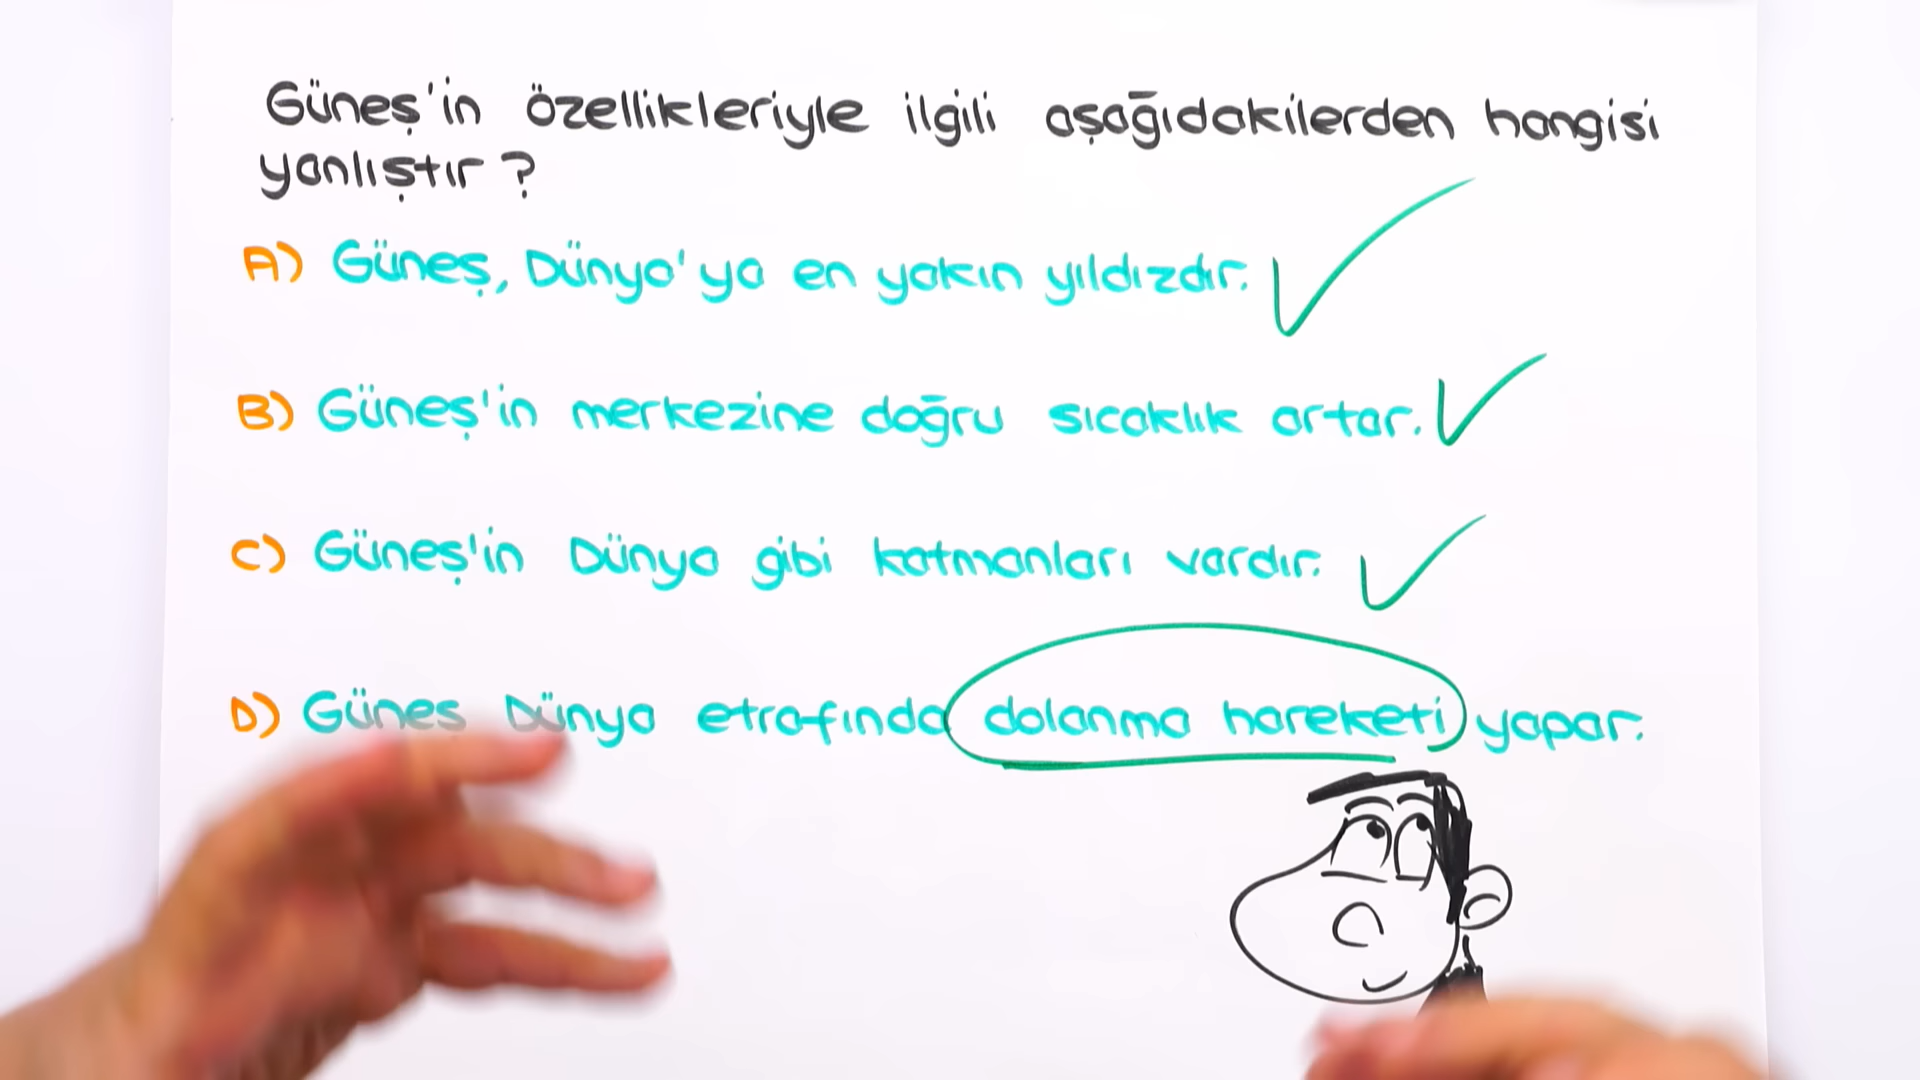 Güneş'in özellikleriyle ilgili aşağıdakilerden hangisi
yanlıştır?
A) Güneş, Dünya'ya en yakın yıldızdır.
B) Güneş'in merkezine doğru sıcaklık artar.
C) Güneş'in Dünya gibi katmanları vardır.
D) Güneş Dünya etrafında dolanma hareketi yapar.